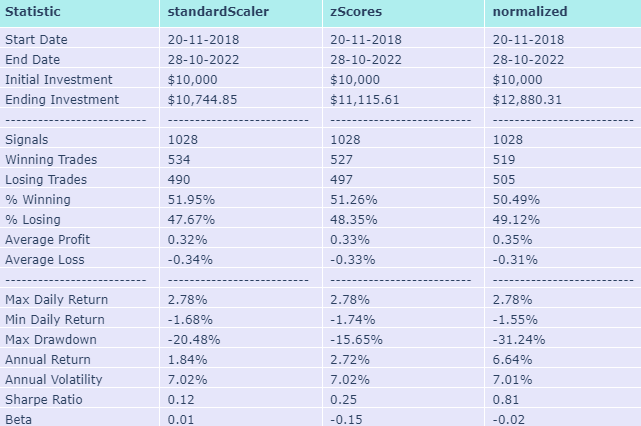 Statistic standardScaler zScores normalized
Start Date 20-11-2018 20-11-2018 20-11-2018
End Date 28-10-2022 28-10-2022 28-10-2022
Initial Investment $10,000 $10,000 $10,000
Ending Investment $10,744.85 $11,115.61 $12,880.31
-------------------------- -------------------------- -------------------------- --------------------------
Signals 1028 1028 1028
Winning Trades 534 527 519
Losing Trades 490 497 505
% Winning 51.95% 51.26% 50.49%
% Losing 47.67% 48.35% 49.12%
Average Profit 0.32% 0.33% 0.35%
Average Loss -0.34% -0.33% -0.31%
-------------------------- -------------------------- -------------------------- --------------------------
Max Daily Return 2.78% 2.78% 2.78%
Min Daily Return -1.68% -1.74% -1.55%
Max Drawdown -20.48% -15.65% -31.24%
Annual Return 1.84% 2.72% 6.64%
Annual Volatility 7.02% 7.02% 7.01%
Sharpe Ratio 0.12 0.25 0.81
Beta 0.01 -0.15 -0.02